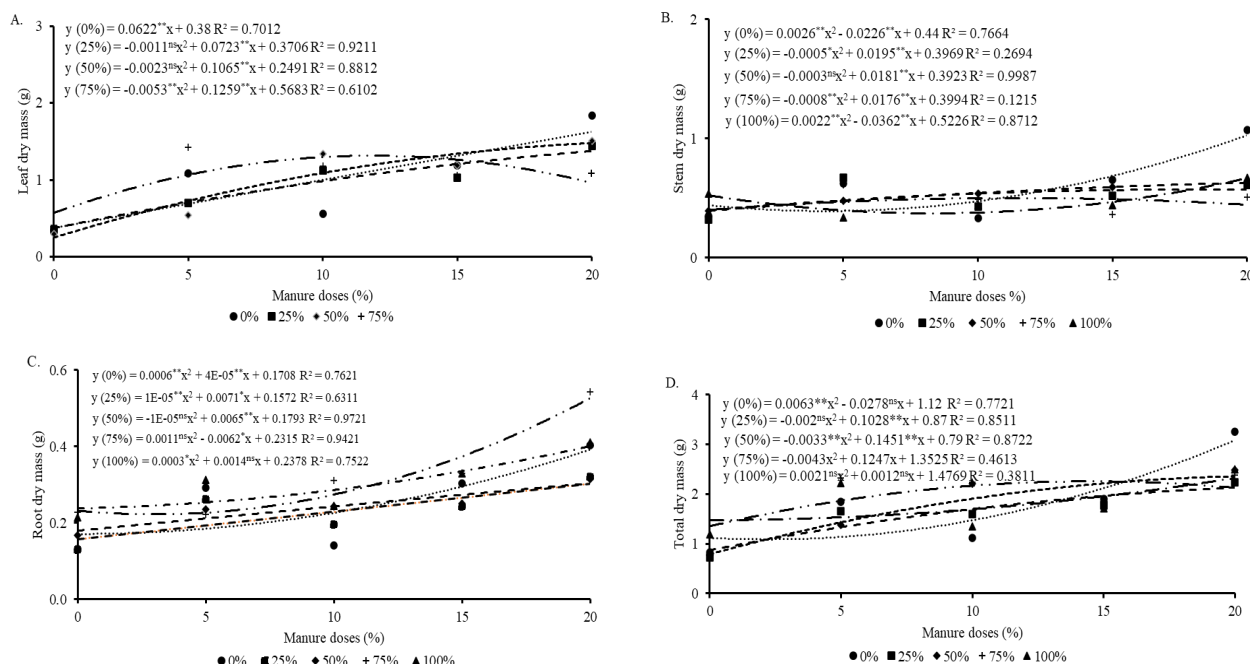 A.
y (0%) = 0.0622**x + 0.38 R² = 0.7012
y (25%) = -0.0011ⁿˢx² + 0.0723**x + 0.3706 R² = 0.9211
y (50%) = -0.0023ⁿˢx² + 0.1065**x + 0.2491 R² = 0.8812
y (75%) = -0.0053**x² + 0.1259**x + 0.5683 R² = 0.6102
Leaf dry mass (g)
3
2
1
0
0 5 10 15 20
Manure doses (%)
0% 25% 50% 75%
B.
y (0%) = 0.0026**x² - 0.0226**x + 0.44 R² = 0.7664
y (25%) = -0.0005*x² + 0.0195**x + 0.3969 R² = 0.2694
y (50%) = -0.0003ⁿˢx² + 0.0181**x + 0.3923 R² = 0.9987
y (75%) = -0.0008**x² + 0.0176**x + 0.3994 R² = 0.1215
y (100%) = 0.0022**x² - 0.0362**x + 0.5226 R² = 0.8712
Stem dry mass (g)
2
1
0
0 5 10 15 20
Manure doses %)
0% 25% 50% 75% 100%
C.
y (0%) = 0.0006**x² + 4E-05**x + 0.1708 R² = 0.7621
y (25%) = 1E-05**x² + 0.0071*x + 0.1572 R² = 0.6311
y (50%) = -1E-05ⁿˢx² + 0.0065**x + 0.1793 R² = 0.9721
y (75%) = 0.0011ⁿˢx² - 0.0062*x + 0.2315 R² = 0.9421
y (100%) = 0.0003*x² + 0.0014ⁿˢx + 0.2378 R² = 0.7522
Root dry mass (g)
0.6
0.4
0.2
0.0
0 5 10 15 20
Manure doses (%)
0% 25% 50% 75% 100%
D.
y (0%) = 0.0063**x² - 0.0278ⁿˢx + 1.12 R² = 0.7721
y (25%) = -0.002ⁿˢx² + 0.1028**x + 0.87 R² = 0.8511
y (50%) = -0.0033**x² + 0.1451**x + 0.79 R² = 0.8722
y (75%) = -0.0043x² + 0.1247x + 1.3525 R² = 0.4613
y (100%) = 0.0021ⁿˢx² + 0.0012ⁿˢx + 1.4769 R² = 0.3811
Total dry mass (g)
4
3
2
1
0
0 5 10 15 20
Manure doses (%)
0% 25% 50% 75% 100%